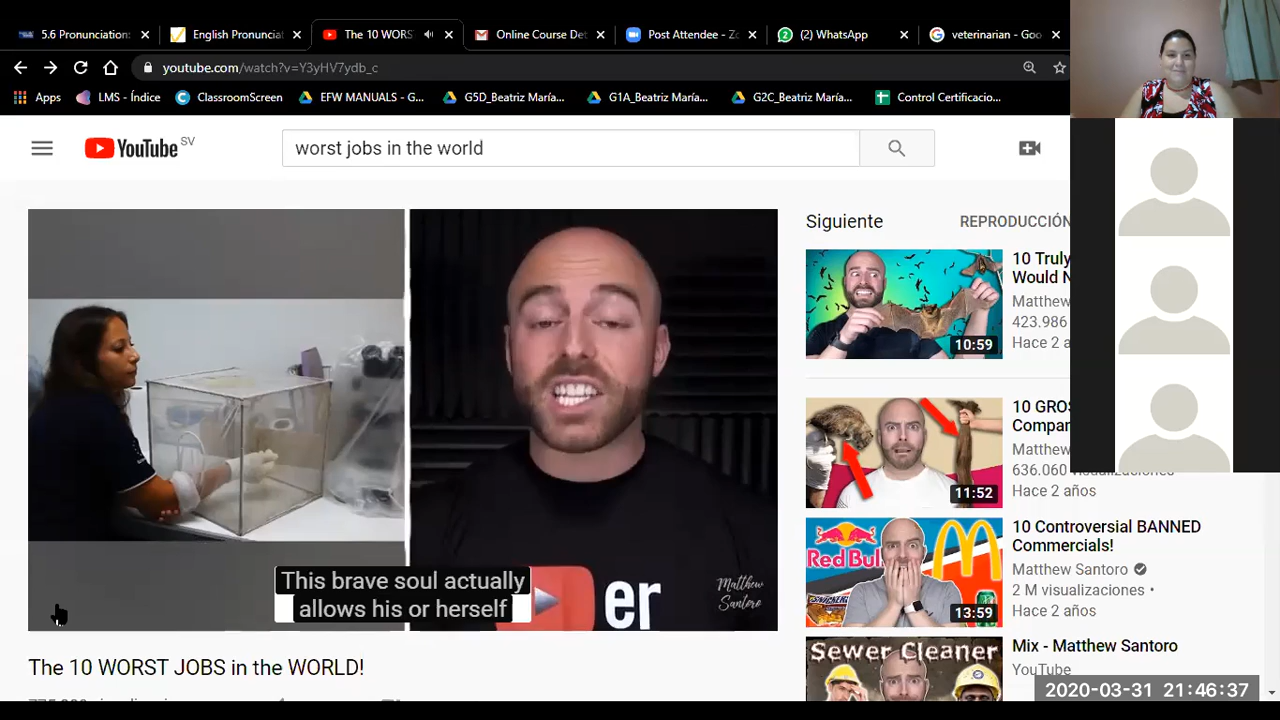 5.6 Pronunciation:
English Pronunciat
The 10 WORS
Online Course Det
Post Attendee - Zo
(2) WhatsApp
veterinarian - Goo
youtube.com/watch?v=Y3yHV7ydb_c
Apps
LMS - Índice
ClassroomScreen
EFW MANUALS - G...
G5D_Beatriz María...
G1A_Beatriz María...
G2C_Beatriz María...
Control Certificacio...
YouTube SV
worst jobs in the world
This brave soul actually
allows his or herself
er
Matthew
Santoro
The 10 WORST JOBS in the WORLD!
Siguiente
REPRODUCCIÓN
10:59
10 Truly
Would N
Matthew
423.986
Hace 2 a
11:52
10 GROS
Compan
Matthew
636.060 visualizaciones
Hace 2 años
Red Bull
SNICKERS
13:59
10 Controversial BANNED
Commercials!
Matthew Santoro
2 M visualizaciones •
Hace 2 años
Sewer Cleaner
Mix - Matthew Santoro
YouTube
2020-03-31 21:46:37